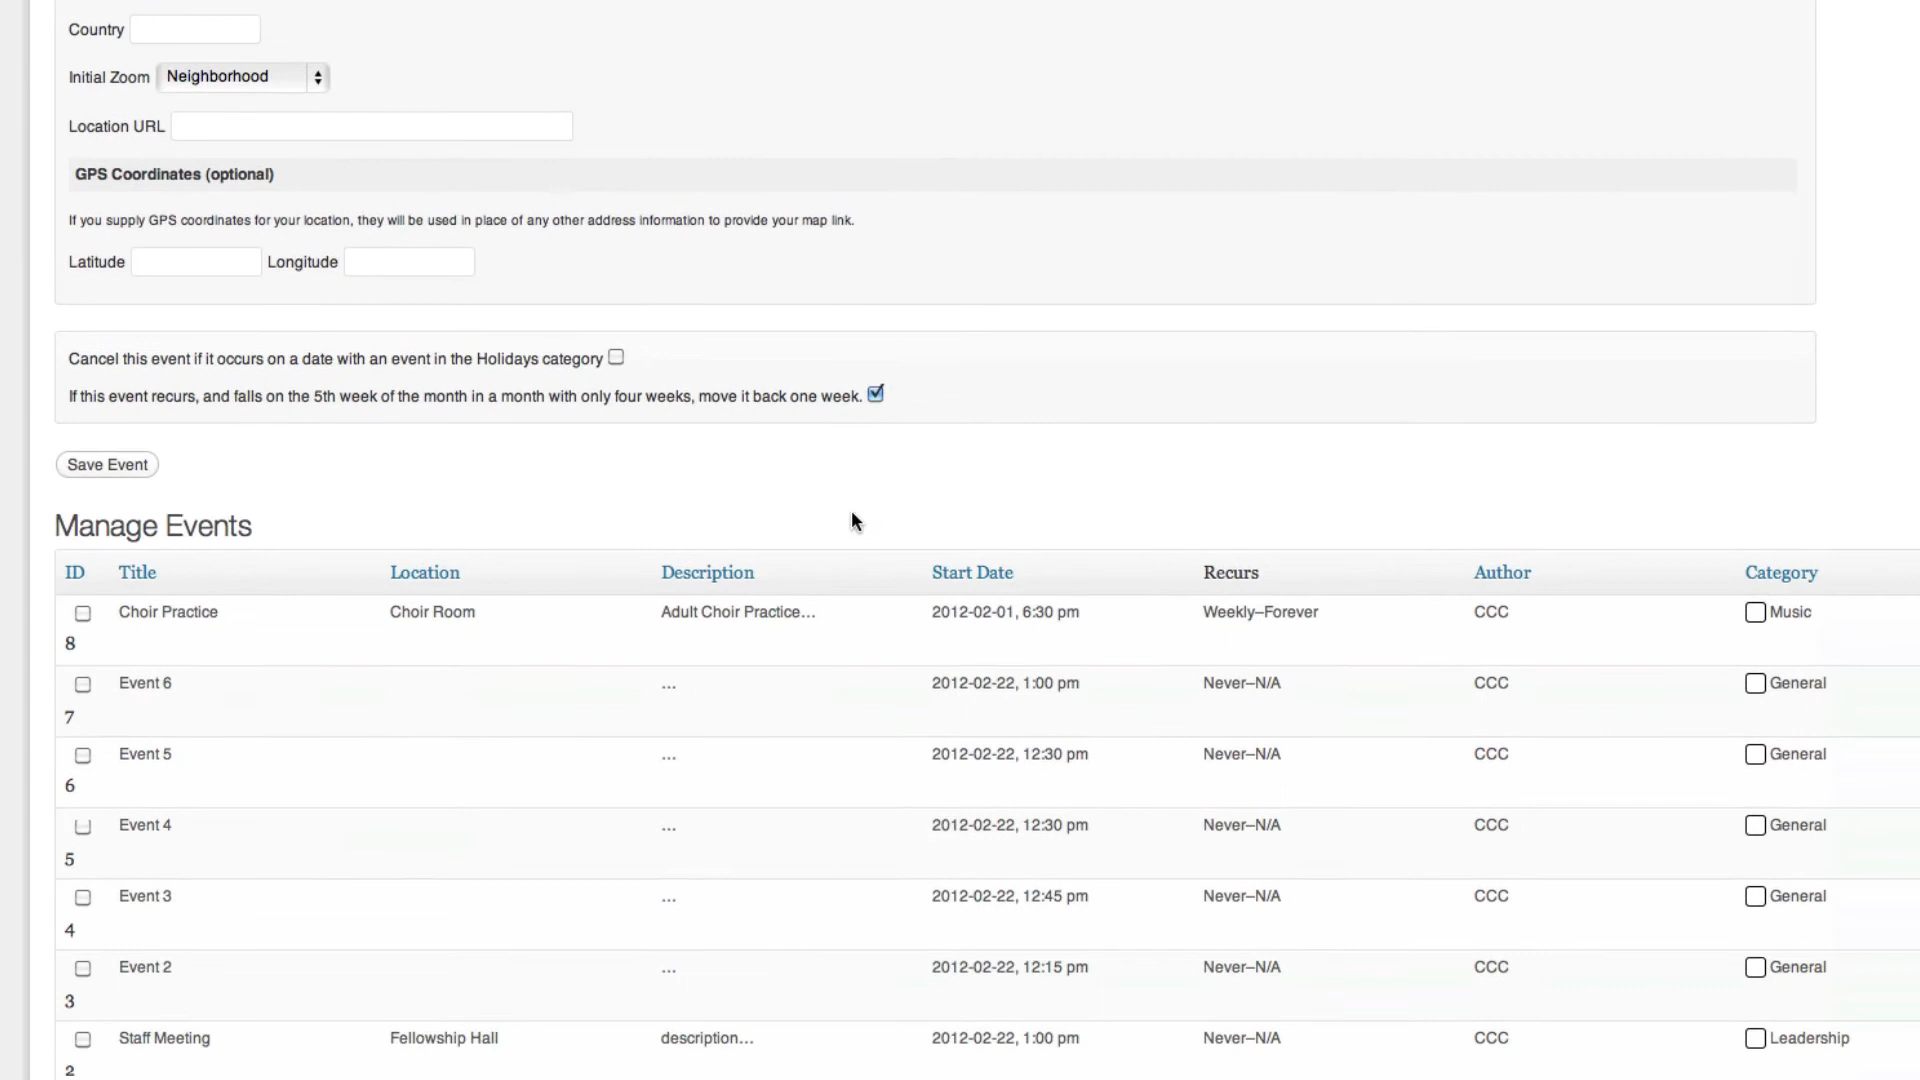 Country
Initial Zoom Neighborhood
Location URL
GPS Coordinates (optional)
If you supply GPS coordinates for your location, they will be used in place of any other address information to provide your map link.
Latitude Longitude
Cancel this event if it occurs on a date with an event in the Holidays category
If this event recurs, and falls on the 5th week of the month in a month with only four weeks, move it back one week.
Save Event
Manage Events
ID Title Location Description Start Date Recurs Author Category
Choir Practice Choir Room Adult Choir Practice... 2012-02-01, 6:30 pm Weekly–Forever CCC Music
8
Event 6 ... 2012-02-22, 1:00 pm Never–N/A CCC General
7
Event 5 ... 2012-02-22, 12:30 pm Never–N/A CCC General
6
Event 4 ... 2012-02-22, 12:30 pm Never–N/A CCC General
5
Event 3 ... 2012-02-22, 12:45 pm Never–N/A CCC General
4
Event 2 ... 2012-02-22, 12:15 pm Never–N/A CCC General
3
Staff Meeting Fellowship Hall description... 2012-02-22, 1:00 pm Never–N/A CCC Leadership
2